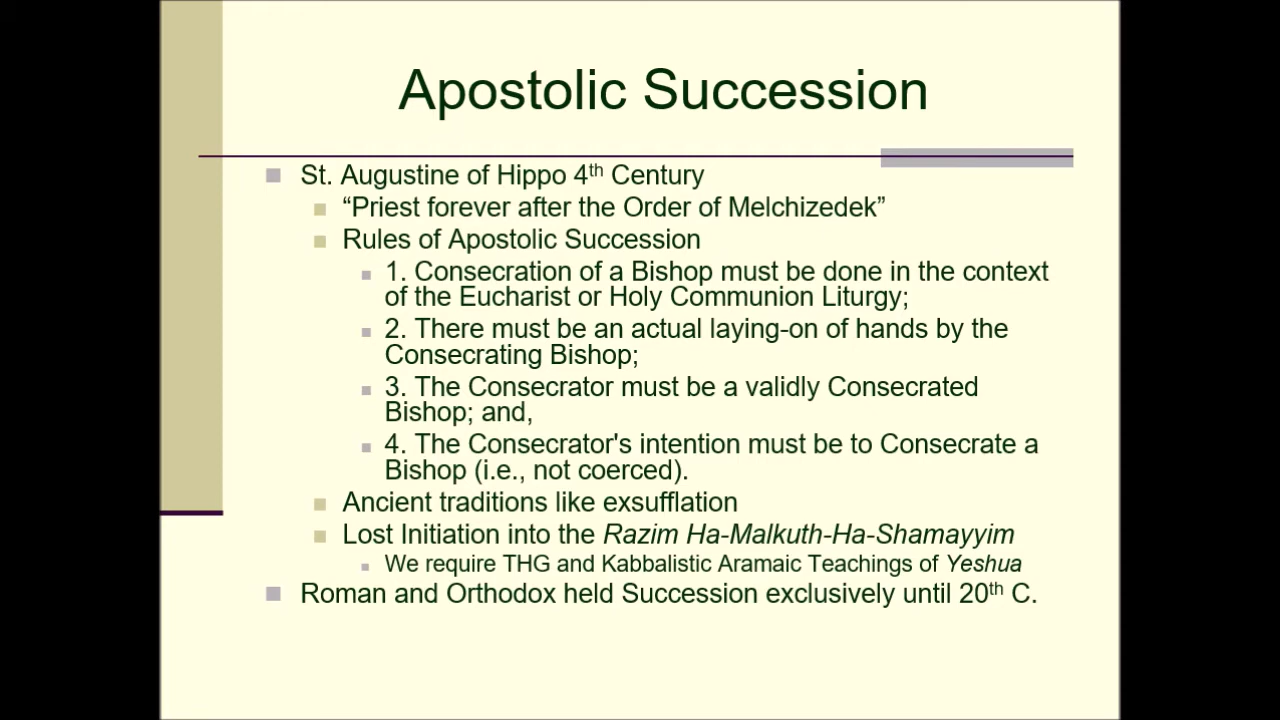 Apostolic Succession
St. Augustine of Hippo 4th Century
“Priest forever after the Order of Melchizedek”
Rules of Apostolic Succession
1. Consecration of a Bishop must be done in the context
of the Eucharist or Holy Communion Liturgy;
2. There must be an actual laying-on of hands by the
Consecrating Bishop;
3. The Consecrator must be a validly Consecrated
Bishop; and,
4. The Consecrator's intention must be to Consecrate a
Bishop (i.e., not coerced).
Ancient traditions like exsufflation
Lost Initiation into the Razim Ha-Malkuth-Ha-Shamayyim
We require THG and Kabbalistic Aramaic Teachings of Yeshua
Roman and Orthodox held Succession exclusively until 20th C.